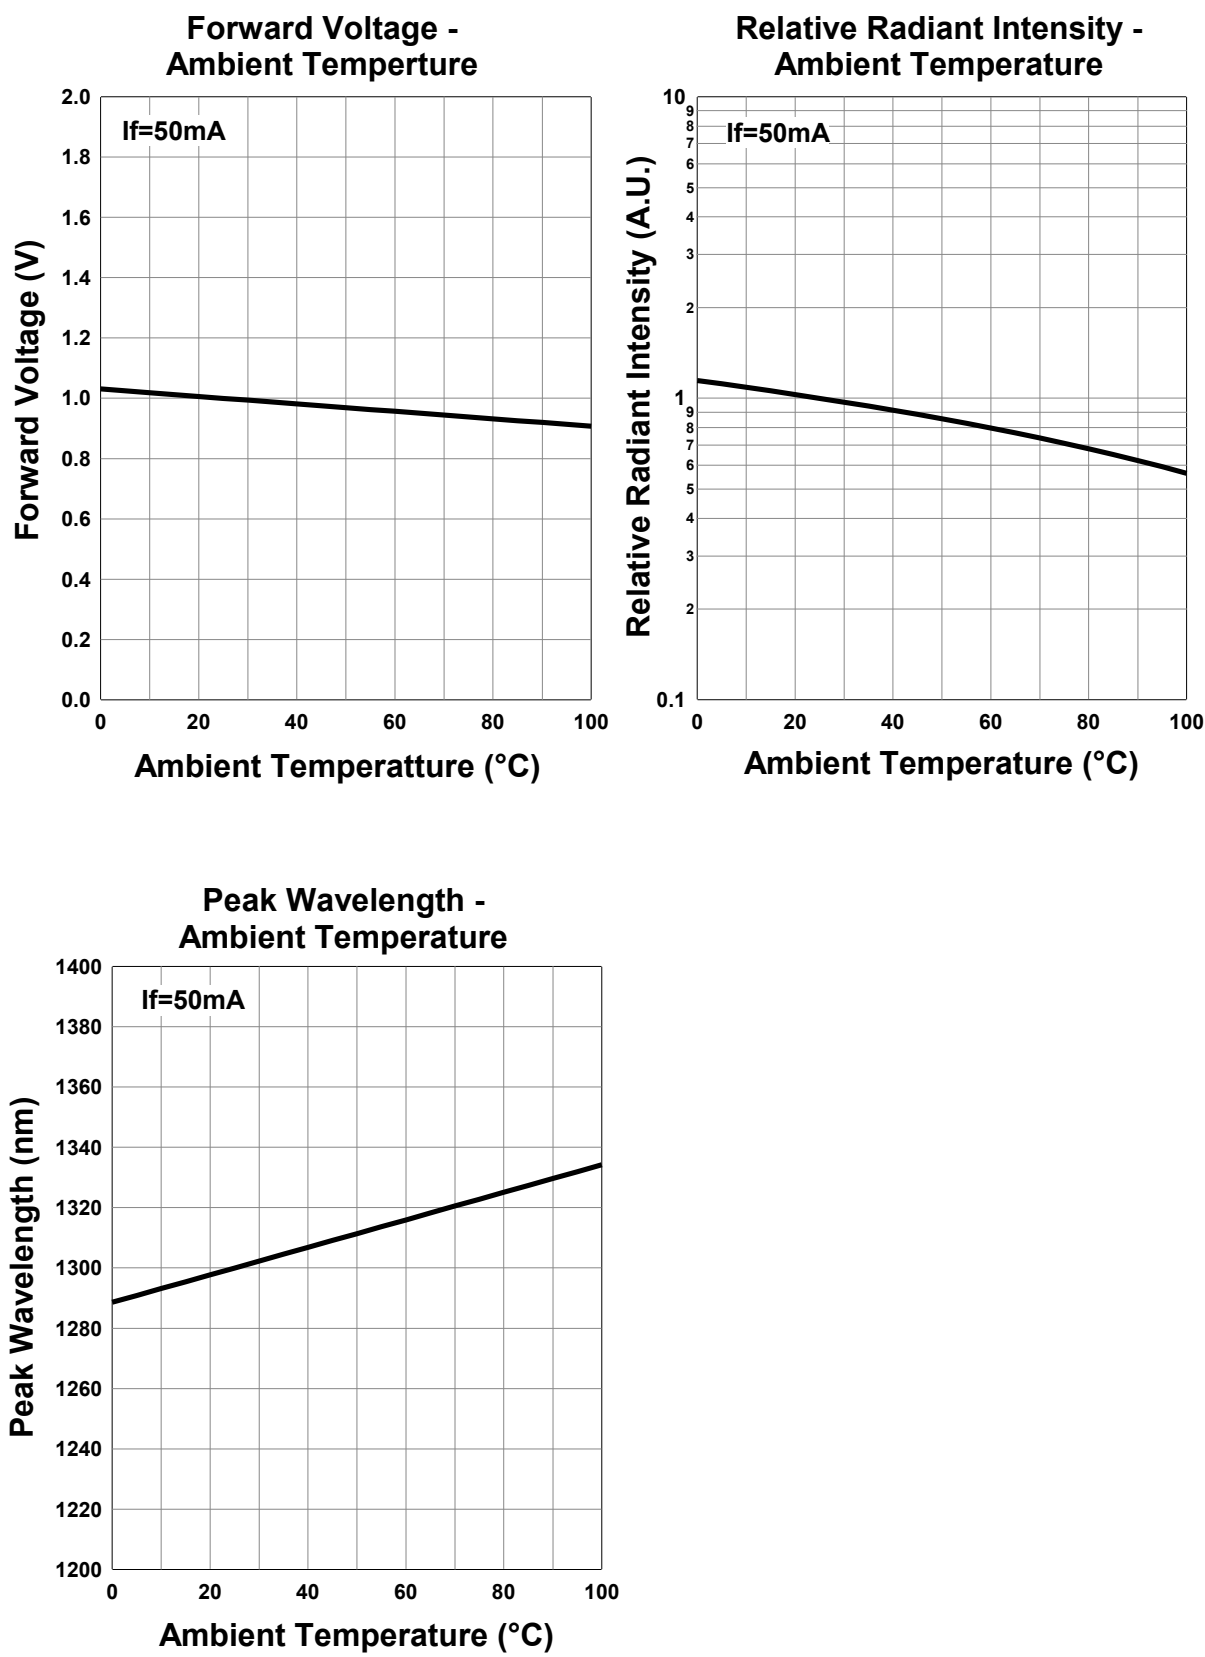 Forward Voltage -
Ambient Temperture
If=50mA
Forward Voltage (V)
2.0
1.8
1.6
1.4
1.2
1.0
0.8
0.6
0.4
0.2
0.0
0 20 40 60 80 100
Ambient Temperatture (°C)
Relative Radiant Intensity -
Ambient Temperature
If=50mA
Relative Radiant Intensity (A.U.)
10
9
8
7
6
5
4
3
2
1
9
8
7
6
5
4
3
2
0.1
0 20 40 60 80 100
Ambient Temperature (°C)
Peak Wavelength -
Ambient Temperature
If=50mA
Peak Wavelength (nm)
1400
1380
1360
1340
1320
1300
1280
1260
1240
1220
1200
0 20 40 60 80 100
Ambient Temperature (°C)